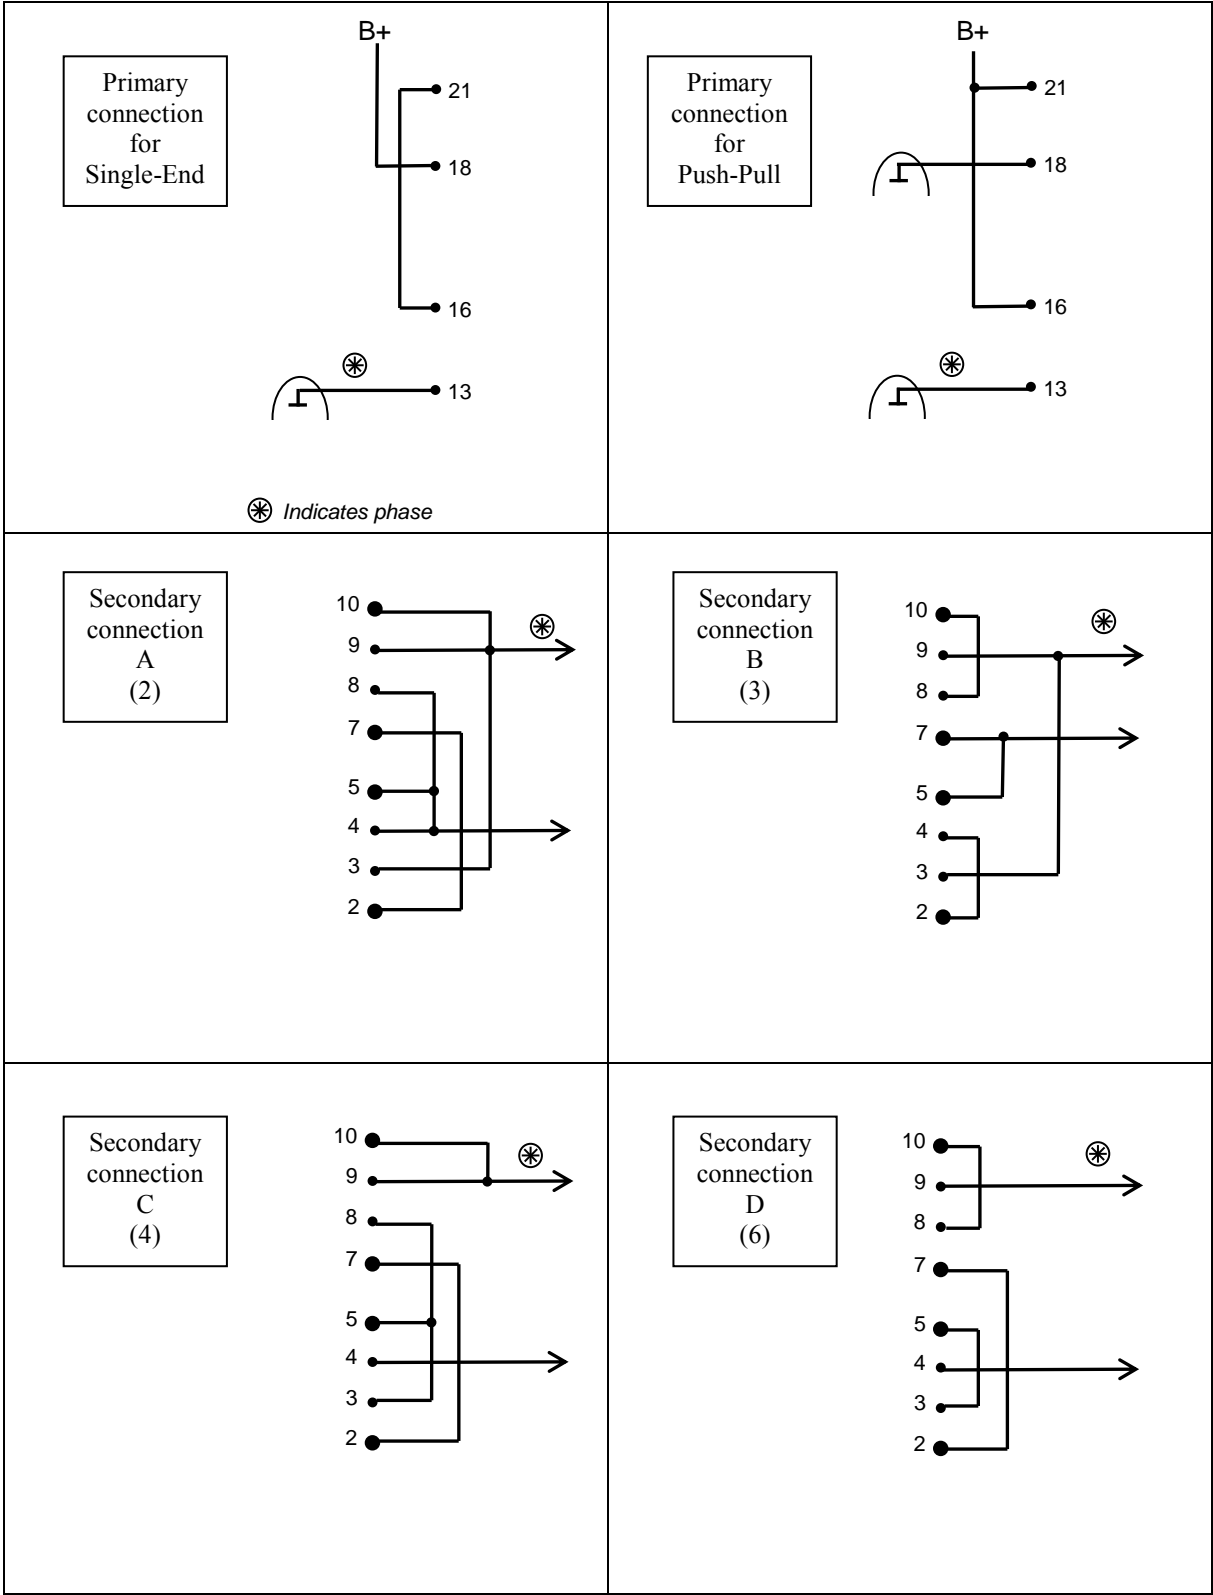 B+
Primary
connection
for
Single-End
21
18
16
13
Indicates phase
B+
Primary
connection
for
Push-Pull
21
18
16
13
Secondary
connection
A
(2)
10
9
8
7
5
4
3
2
Secondary
connection
B
(3)
10
9
8
7
5
4
3
2
Secondary
connection
C
(4)
10
9
8
7
5
4
3
2
Secondary
connection
D
(6)
10
9
8
7
5
4
3
2